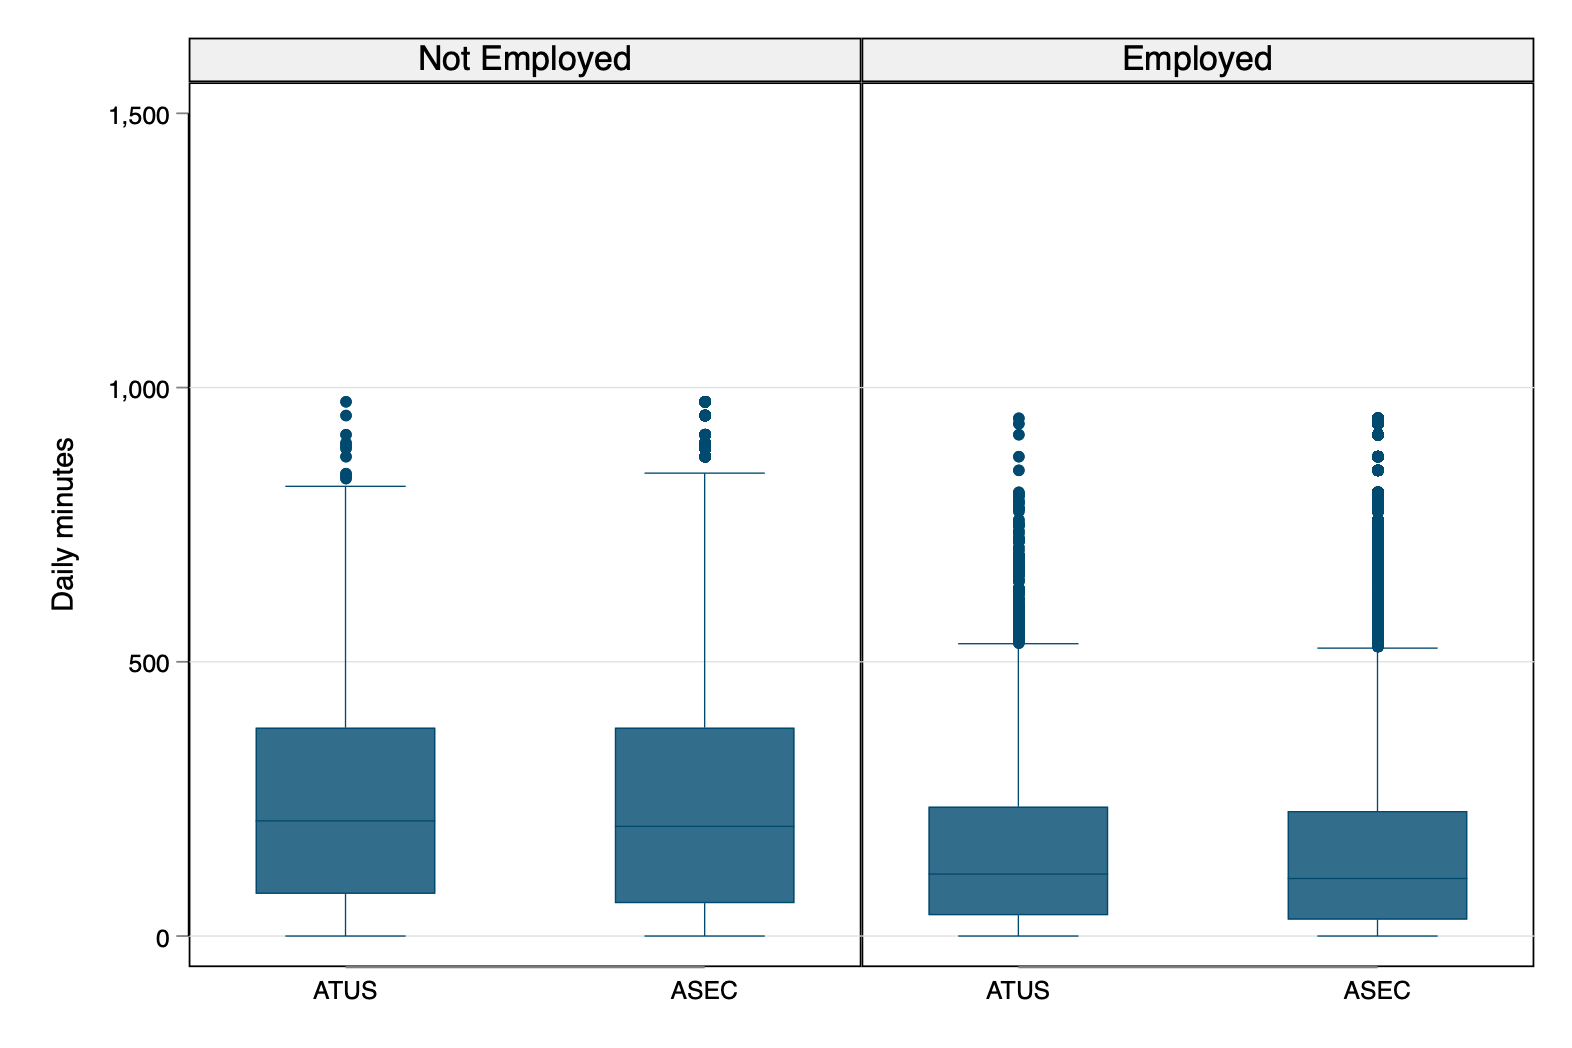 Not Employed
Employed
1,500
1,000
500
0
Daily minutes
ATUS
ASEC
ATUS
ASEC